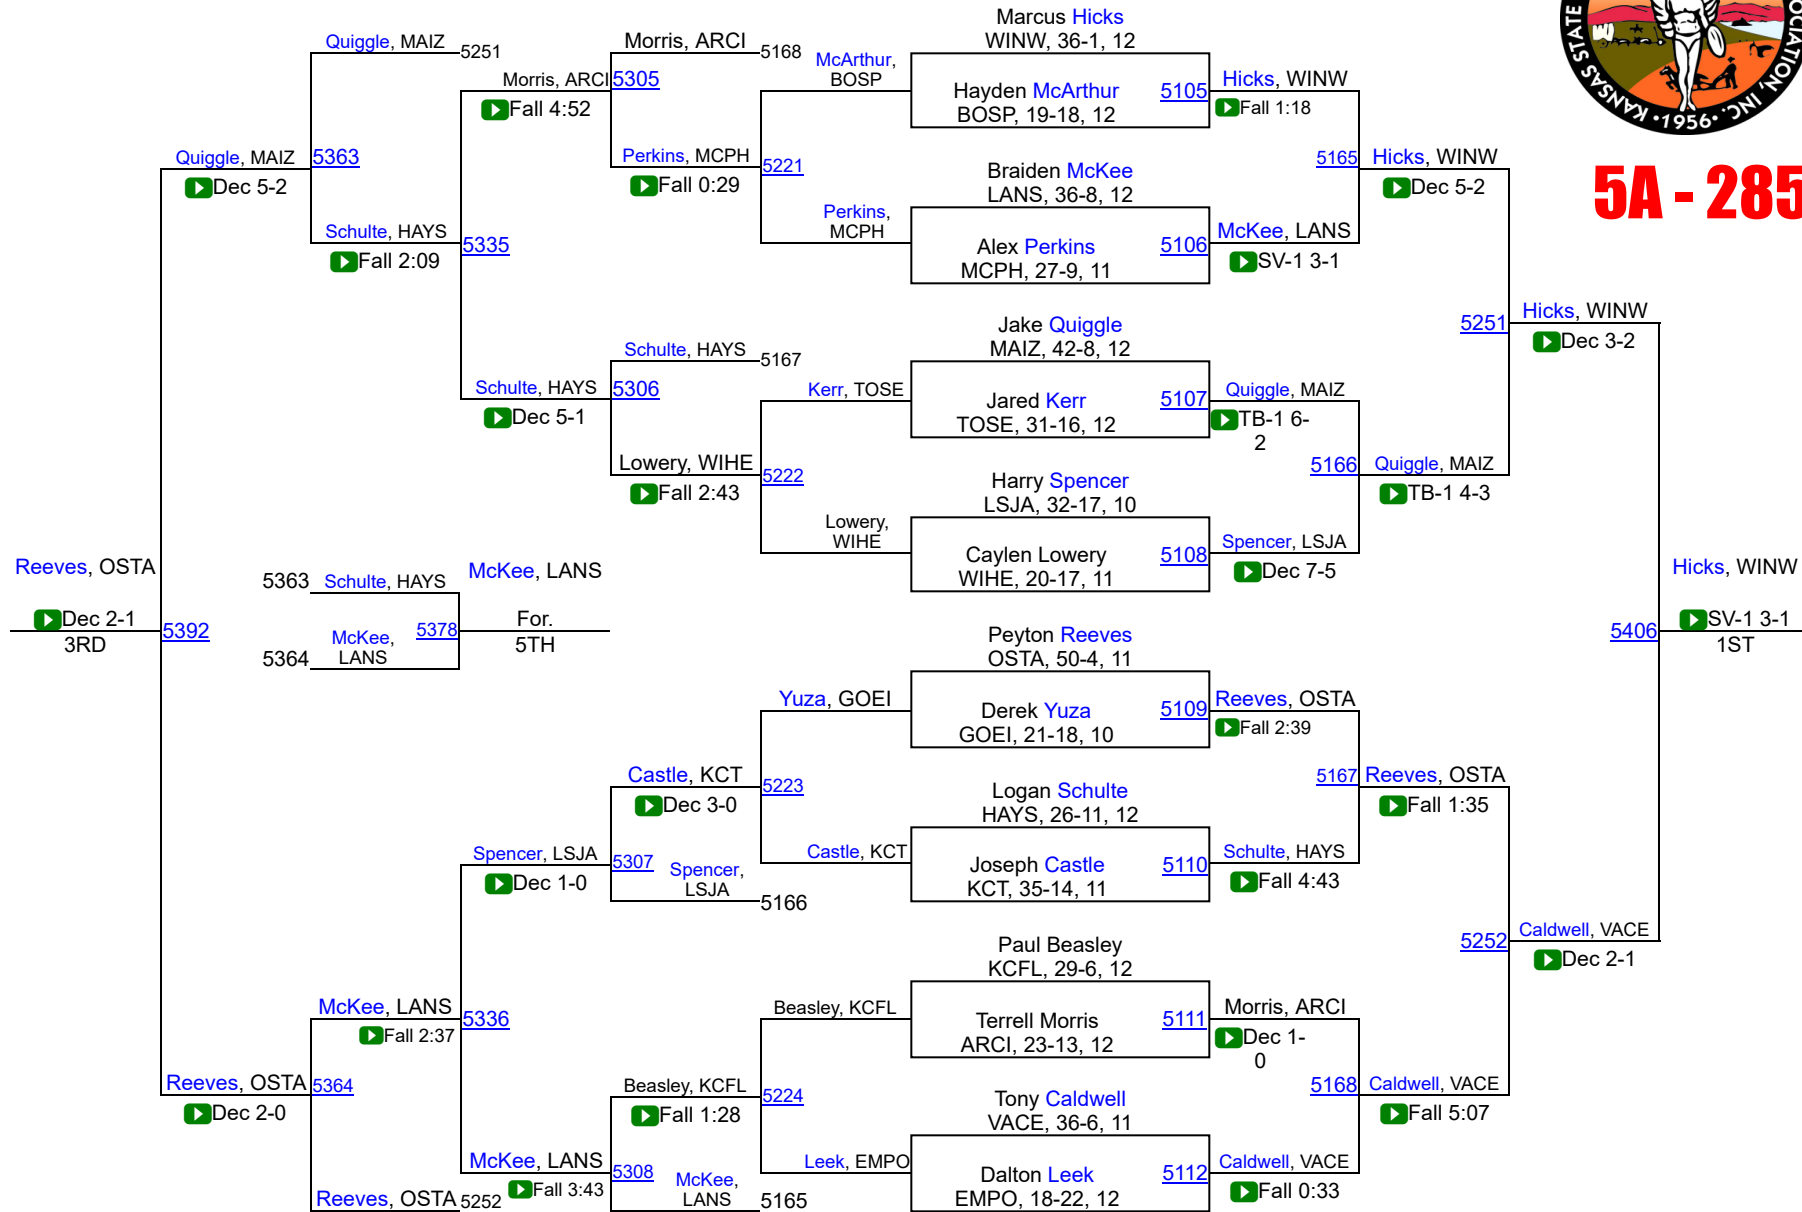 KANSAS STATE
OCIATION, INC.
•1956•
5A - 285
Quiggle, MAIZ
5251
Quiggle, MAIZ
5363
Dec 5-2
Schulte, HAYS
5335
Fall 2:09
Morris, ARCI
5305
Fall 4:52
Morris, ARCI
5168
Perkins, MCPH
5221
Fall 0:29
McArthur,
BOSP
Perkins,
MCPH
Schulte, HAYS
5306
Dec 5-1
Schulte, HAYS
5167
Lowery, WIHE
5222
Fall 2:43
Kerr, TOSE
Lowery,
WIHE
Reeves, OSTA
Dec 2-1
3RD
5392
5363
Schulte, HAYS
5364
McKee,
LANS
5378
McKee, LANS
For.
5TH
Reeves, OSTA
5364
Dec 2-0
McKee, LANS
5336
Fall 2:37
Reeves, OSTA
5252
Spencer, LSJA
5307
Dec 1-0
Castle, KCT
5223
Dec 3-0
Spencer,
LSJA
5166
Yuza, GOEI
Castle, KCT
McKee, LANS
5308
Fall 3:43
Beasley, KCFL
5224
Fall 1:28
McKee,
LANS
5165
Beasley, KCFL
Leek, EMPO
Marcus Hicks
WINW, 36-1, 12
Hayden McArthur
BOSP, 19-18, 12
5105
Hicks, WINW
Fall 1:18
Braiden McKee
LANS, 36-8, 12
Alex Perkins
MCPH, 27-9, 11
5106
McKee, LANS
SV-1 3-1
Jake Quiggle
MAIZ, 42-8, 12
Jared Kerr
TOSE, 31-16, 12
5107
Quiggle, MAIZ
TB-1 6-
2
Harry Spencer
LSJA, 32-17, 10
Caylen Lowery
WIHE, 20-17, 11
5108
Spencer, LSJA
Dec 7-5
Peyton Reeves
OSTA, 50-4, 11
Derek Yuza
GOEI, 21-18, 10
5109
Reeves, OSTA
Fall 2:39
Logan Schulte
HAYS, 26-11, 12
Joseph Castle
KCT, 35-14, 11
5110
Schulte, HAYS
Fall 4:43
Paul Beasley
KCFL, 29-6, 12
Terrell Morris
ARCI, 23-13, 12
5111
Morris, ARCI
Dec 1-
0
Tony Caldwell
VACE, 36-6, 11
Dalton Leek
EMPO, 18-22, 12
5112
Caldwell, VACE
Fall 0:33
5165
Hicks, WINW
Dec 5-2
5166
Quiggle, MAIZ
TB-1 4-3
5167
Reeves, OSTA
Fall 1:35
5168
Caldwell, VACE
Fall 5:07
5251
Hicks, WINW
Dec 3-2
5252
Caldwell, VACE
Dec 2-1
5406
Hicks, WINW
SV-1 3-1
1ST